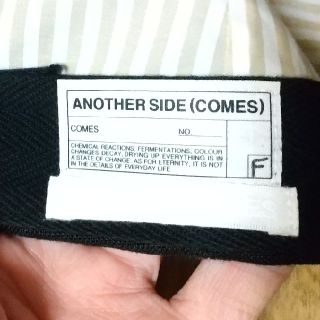 ANOTHER SIDE (COMES)
COMES NO.
CHEMICAL REACTIONS, FERMENTATIONS, COLOUR
CHANGES DECAY, DRYING UP. EVERYTHING IS IN
A STATE OF CHANGE. AS FOR ETERNITY, IT IS NOT
IN THE DETAILS OF EVERYDAY LIFE.
F